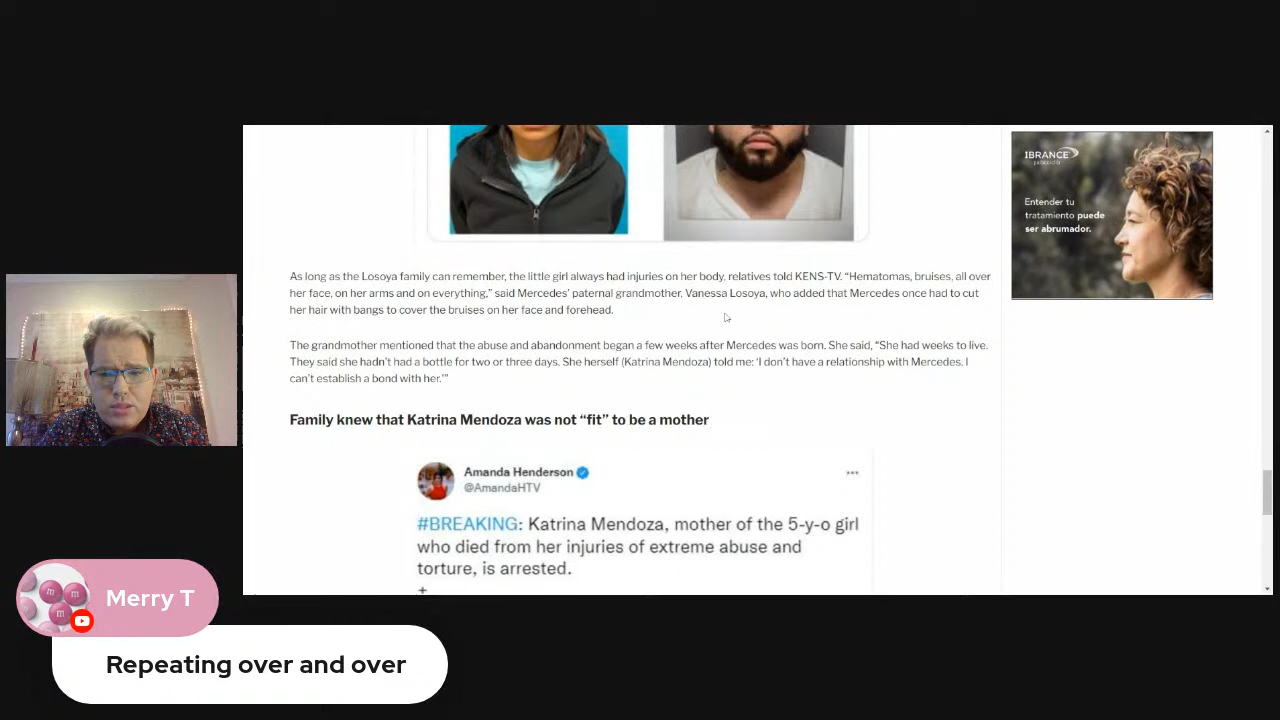 IBRANCE
Entender tu
tratamiento puede
ser abrumador.
As long as the Losoya family can remember, the little girl always had injuries on her body, relatives told KENS-TV. “Hematomas, bruises, all over
her face, on her arms and on everything,” said Mercedes’ paternal grandmother, Vanessa Losoya, who added that Mercedes once had to cut
her hair with bangs to cover the bruises on her face and forehead.
The grandmother mentioned that the abuse and abandonment began a few weeks after Mercedes was born. She said, “She had weeks to live.
They said she hadn’t had a bottle for two or three days. She herself (Katrina Mendoza) told me: ‘I don’t have a relationship with Mercedes. I
can’t establish a bond with her.’”
Family knew that Katrina Mendoza was not “fit” to be a mother
Amanda Henderson
@AmandaHTV
#BREAKING: Katrina Mendoza, mother of the 5-y-o girl
who died from her injuries of extreme abuse and
torture, is arrested.
Merry T
Repeating over and over